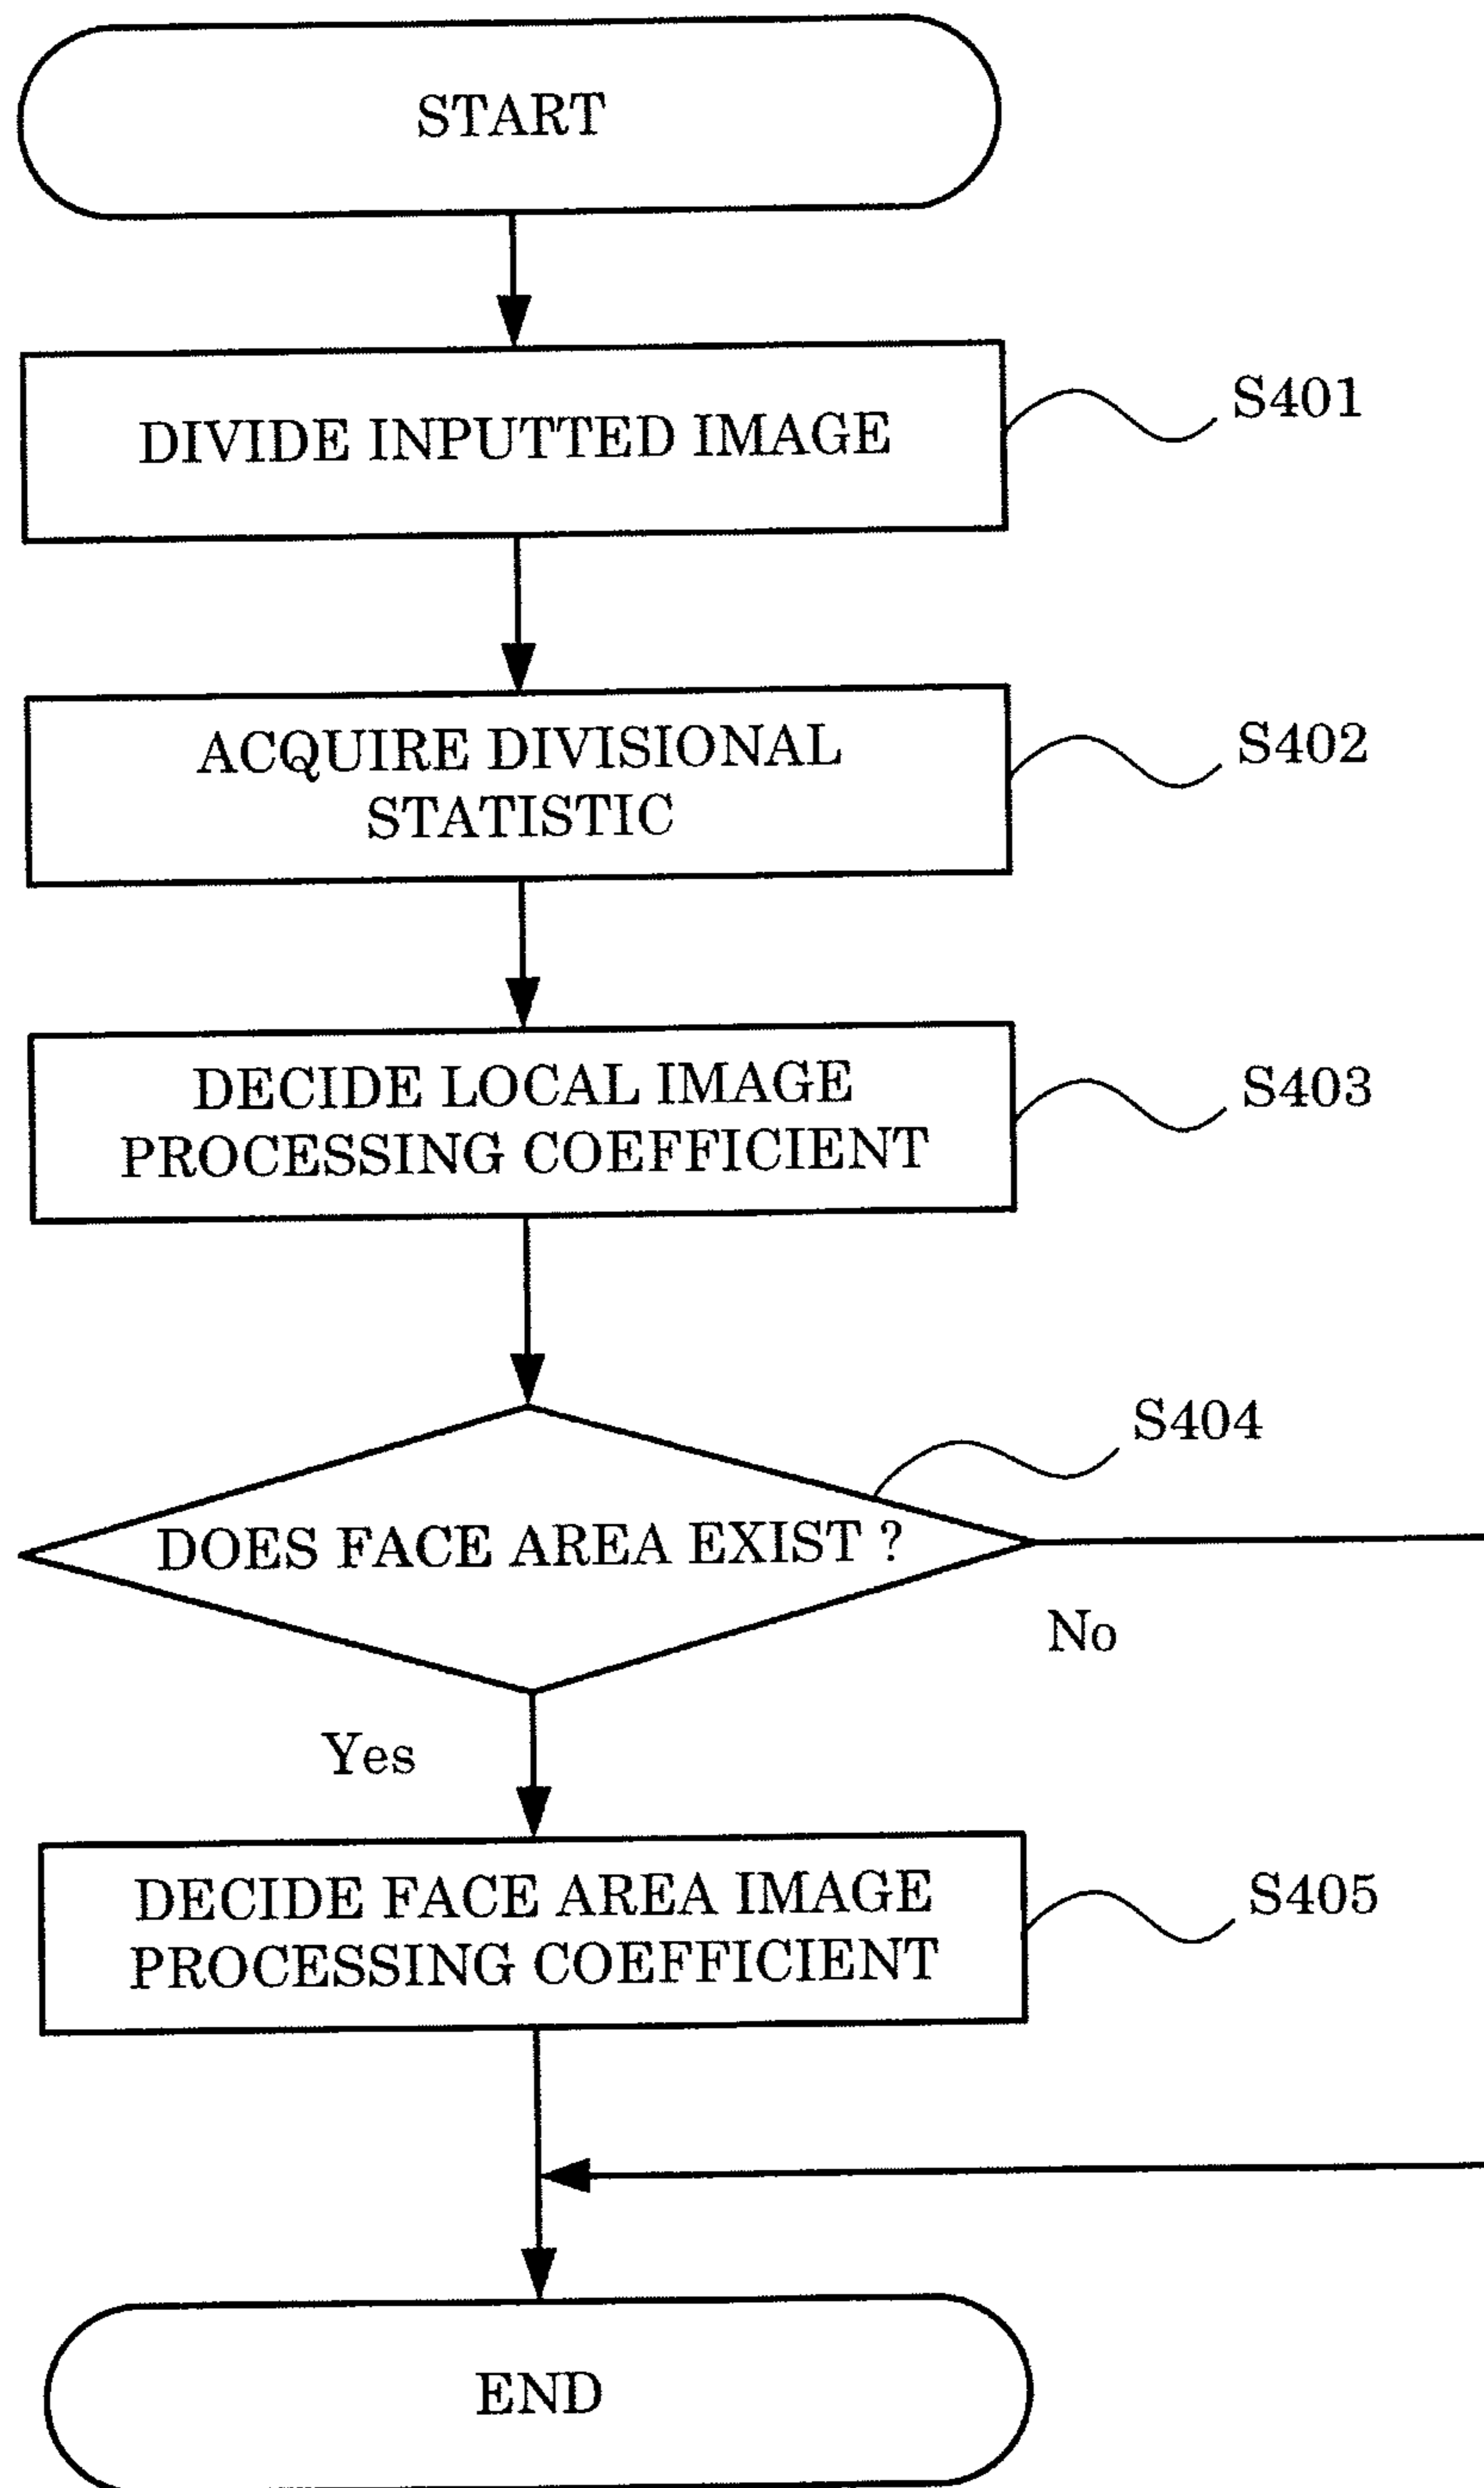 START
DIVIDE INPUTTED IMAGE
S401
ACQUIRE DIVISIONAL
STATISTIC
S402
DECIDE LOCAL IMAGE
PROCESSING COEFFICIENT
S403
S404
DOES FACE AREA EXIST ?
No
Yes
DECIDE FACE AREA IMAGE
PROCESSING COEFFICIENT
S405
END